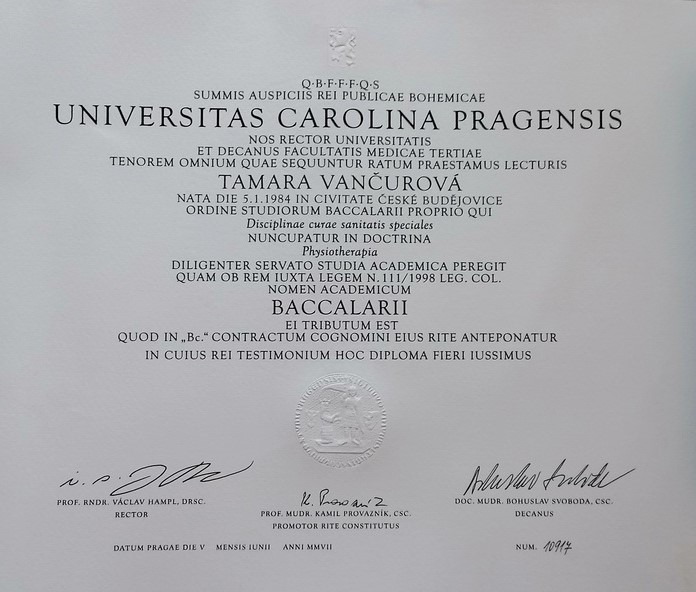 Q·B·F·F·F·Q·S
SUMMIS AUSPICIIS REI PUBLICAE BOHEMICAE
UNIVERSITAS CAROLINA PRAGENSIS
NOS RECTOR UNIVERSITATIS
ET DECANUS FACULTATIS MEDICAE TERTIAE
TENOREM OMNIUM QUAE SEQUUNTUR RATUM PRAESTAMUS LECTURIS
TAMARA VANČUROVÁ
NATA DIE 5.1.1984 IN CIVITATE ČESKÉ BUDĚJOVICE
ORDINE STUDIORUM BACCALARII PROPRIO QUI
Disciplinae curae sanitatis speciales
NUNCUPATUR IN DOCTRINA
Physiotherapia
DILIGENTER SERVATO STUDIA ACADEMICA PEREGIT
QUAM OB REM IUXTA LEGEM N. 111/1998 LEG. COL.
NOMEN ACADEMICUM
BACCALARII
EI TRIBUTUM EST
QUOD IN „Bc.“ CONTRACTUM COGNOMINI EIUS RITE ANTEPONATUR
IN CUIUS REI TESTIMONIUM HOC DIPLOMA FIERI IUSSIMUS
K. Provazník
PROF. RNDR. VÁCLAV HAMPL, DRSC.
RECTOR
PROF. MUDR. KAMIL PROVAZNÍK, CSC.
PROMOTOR RITE CONSTITUTUS
Bohuslav Svoboda
DOC. MUDR. BOHUSLAV SVOBODA, CSC.
DECANUS
DATUM PRAGAE DIE V MENSIS IUNII ANNI MMVII
NUM. 10917